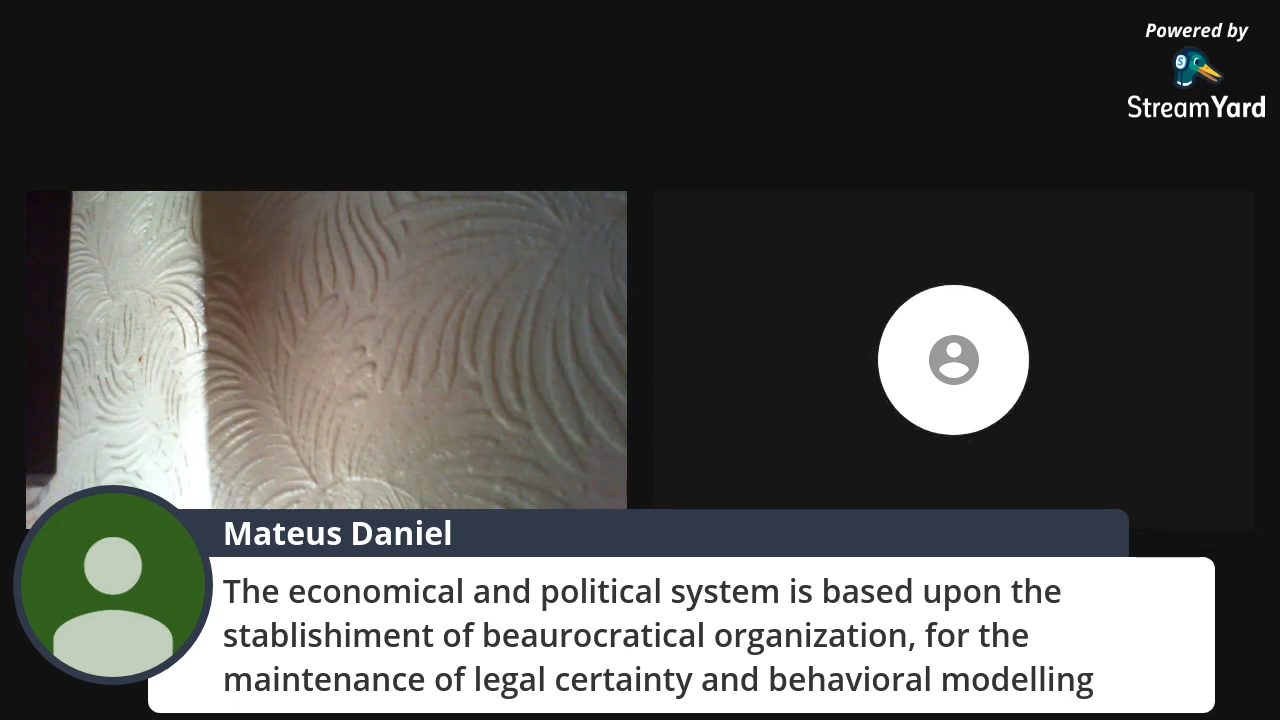 Powered by
StreamYard
Mateus Daniel
The economical and political system is based upon the
stablishiment of beaurocratical organization, for the
maintenance of legal certainty and behavioral modelling